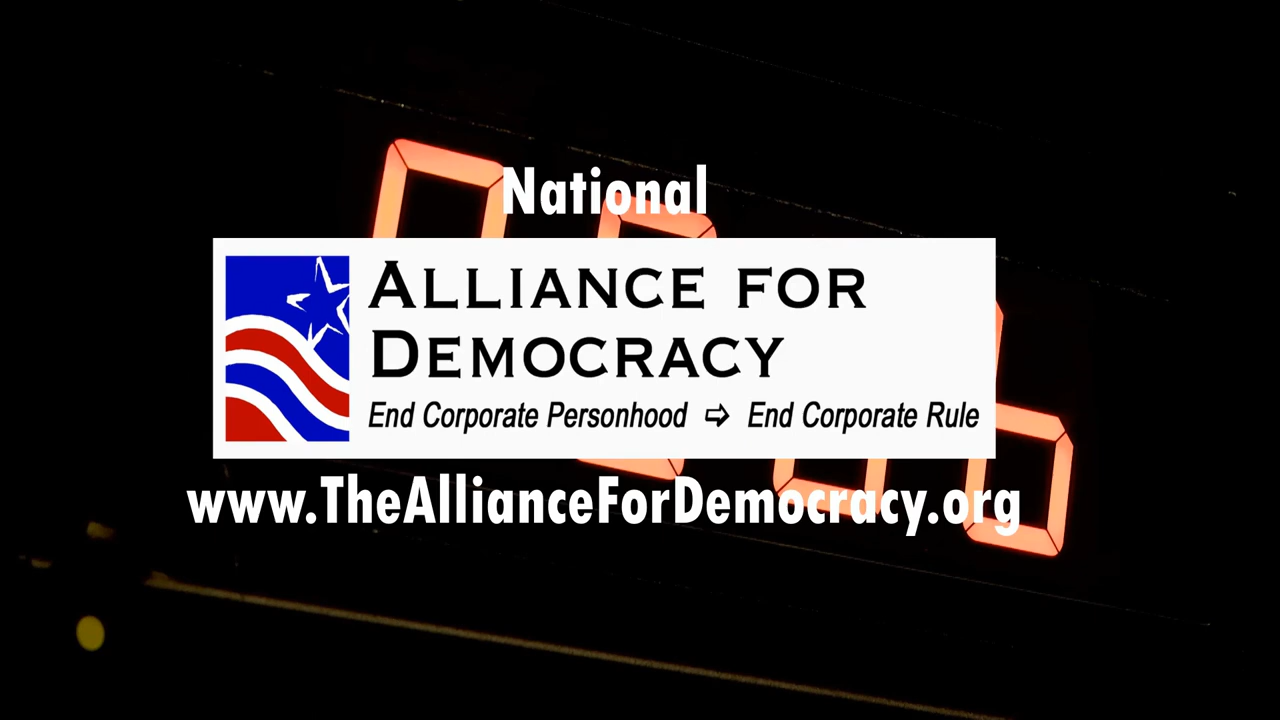 National
ALLIANCE FOR
DEMOCRACY
End Corporate Personhood ⇨ End Corporate Rule
www.TheAllianceForDemocracy.org